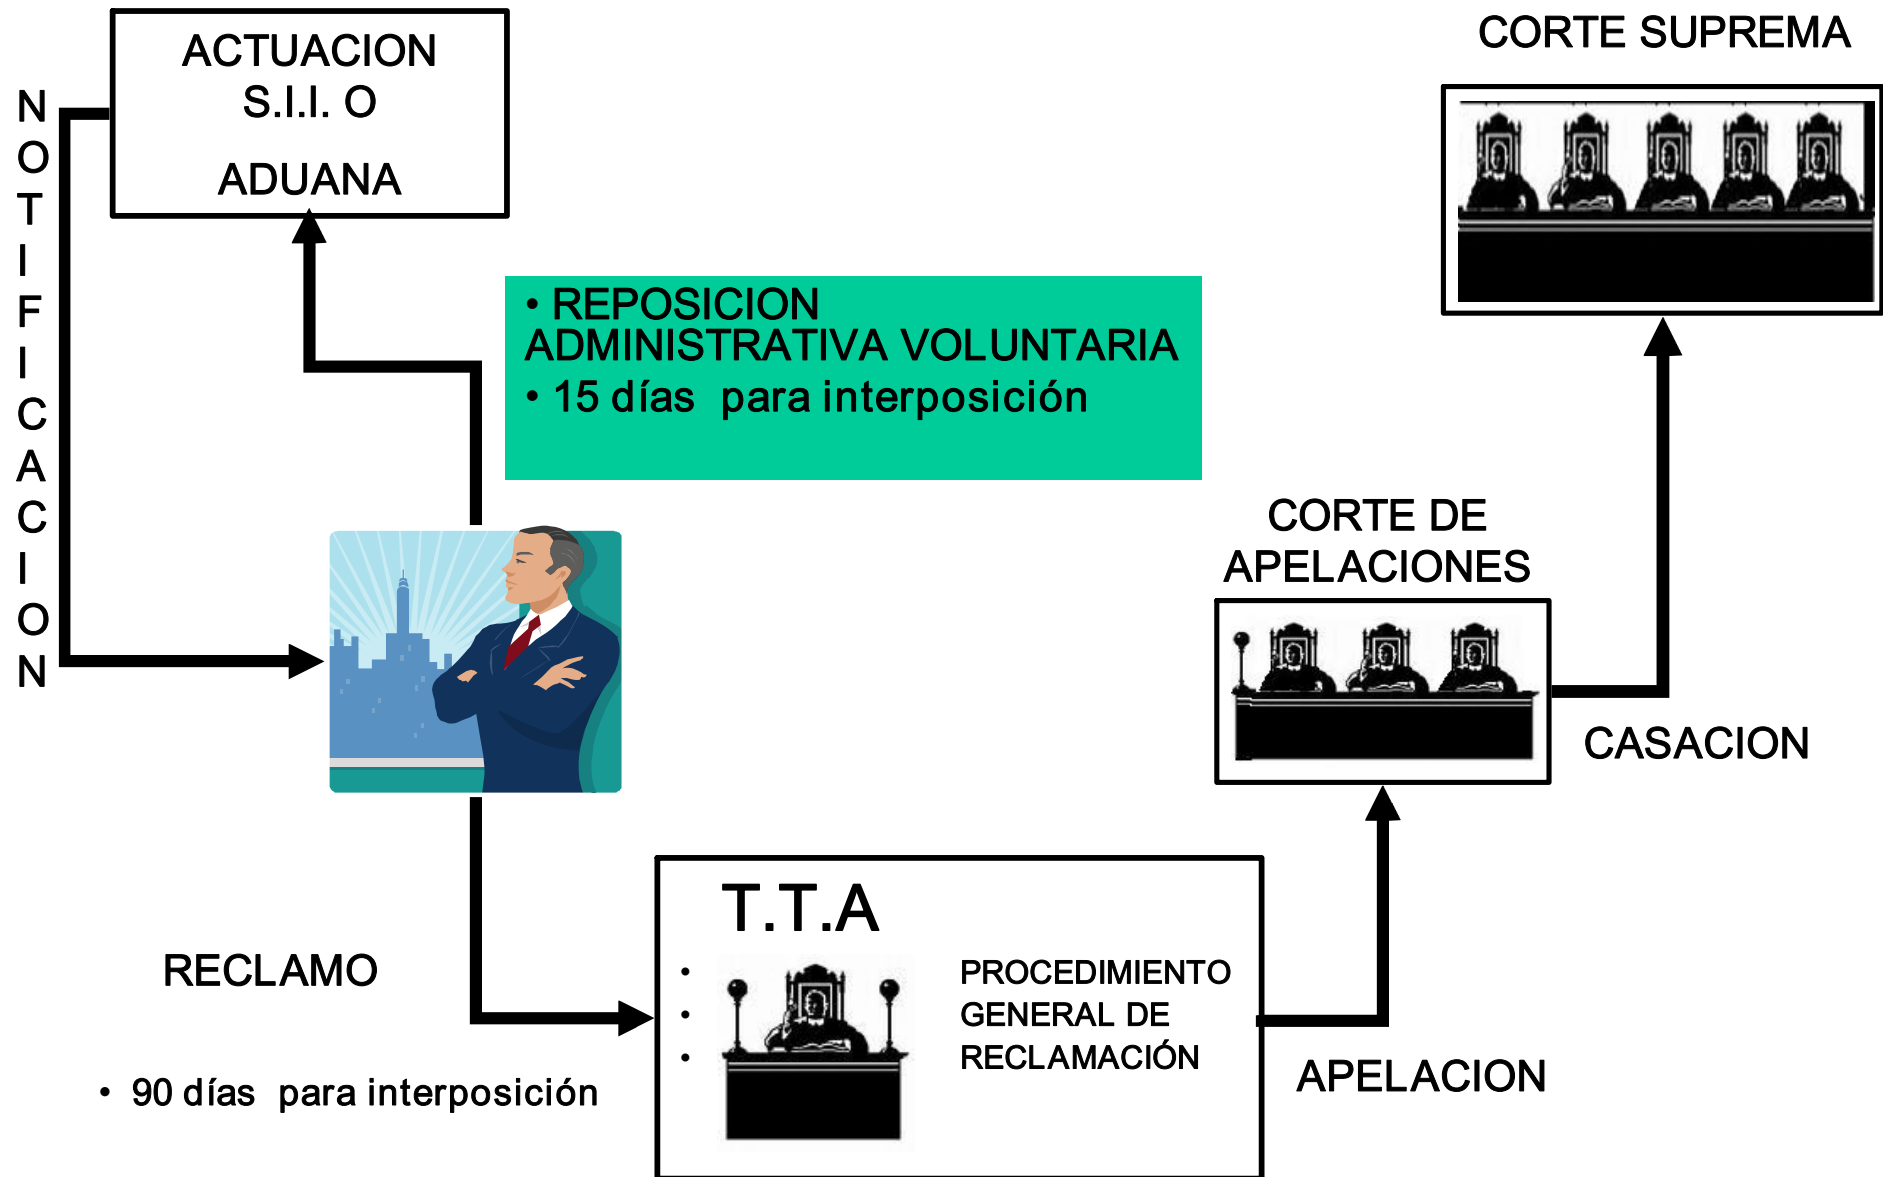 ACTUACION
S.I.I. O
ADUANA
NOTIFICACION
CORTE SUPREMA
• REPOSICION
ADMINISTRATIVA VOLUNTARIA
• 15 días para interposición
CORTE DE
APELACIONES
CASACION
RECLAMO
• 90 días para interposición
T.T.A
• PROCEDIMIENTO
• GENERAL DE
• RECLAMACIÓN
APELACION